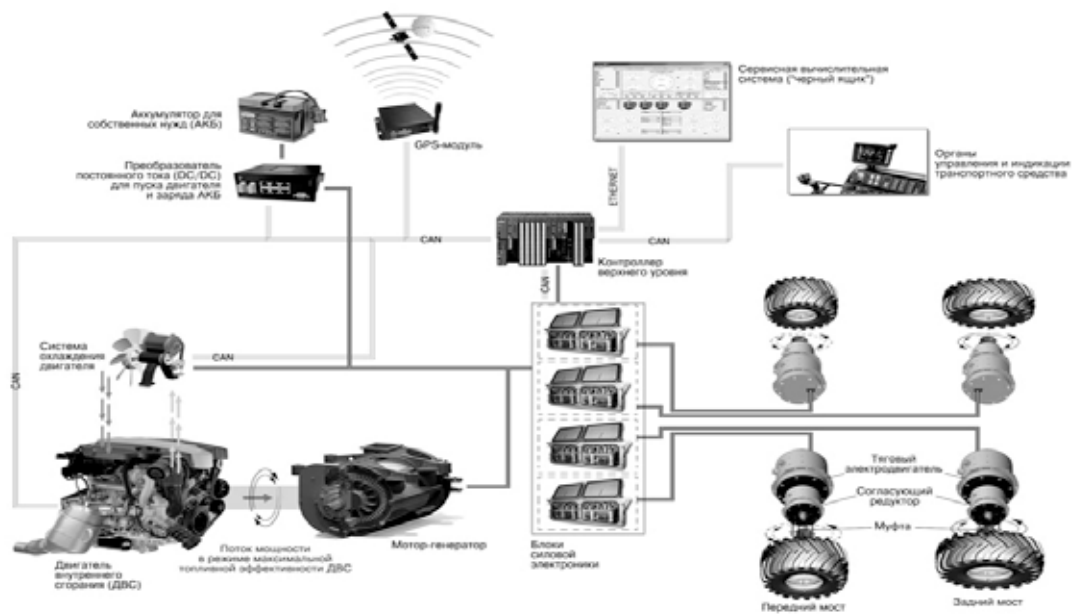 Аккумулятор для
собственных нужд (АКБ)
GPS-модуль
Сервисная вычислительная
система ("черный ящик")
Преобразователь
постоянного тока (DC/DC)
для пуска двигателя
и заряда АКБ
Органы
управления и индикации
транспортного средства
ETHERNET
CAN
CAN
Контроллер
верхнего уровня
CAN
Система
охлаждения
двигателя
CAN
CAN
Тяговый
электродвигатель
Согласующий
редуктор
Муфта
Поток мощности
в режиме максимальной
топливной эффективности ДВС
Мотор-генератор
Блоки
силовой
электроники
Двигатель
внутреннего
сгорания (ДВС)
Передний мост
Задний мост